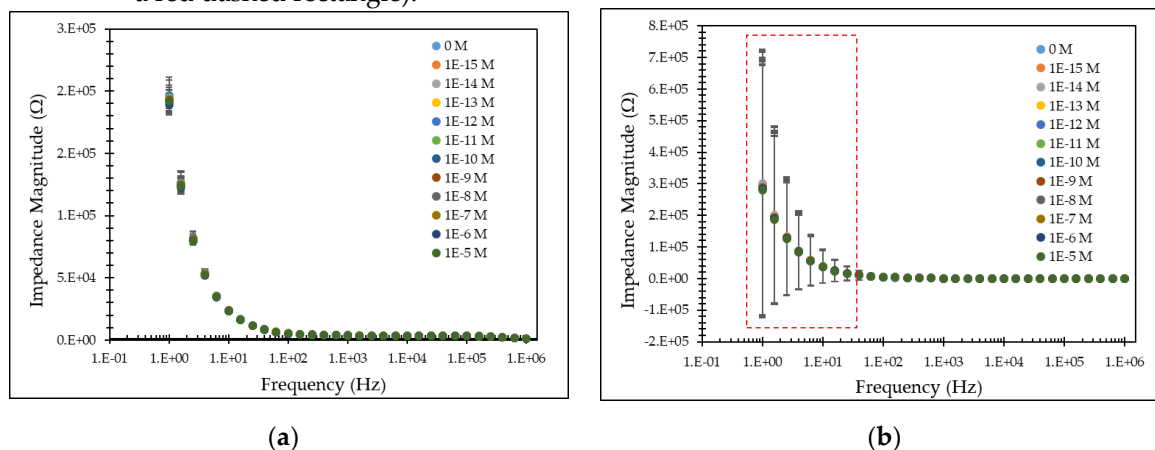 a red dashed rectangle).
Impedance Magnitude (Ω)
3.E+05
2.E+05
2.E+05
1.E+05
5.E+04
0.E+00
0 M
1E-15 M
1E-14 M
1E-13 M
1E-12 M
1E-11 M
1E-10 M
1E-9 M
1E-8 M
1E-7 M
1E-6 M
1E-5 M
1.E-01 1.E+00 1.E+01 1.E+02 1.E+03 1.E+04 1.E+05 1.E+06
Frequency (Hz)
(a)
Impedance Magnitude (Ω)
8.E+05
7.E+05
6.E+05
5.E+05
4.E+05
3.E+05
2.E+05
1.E+05
0.E+00
-1.E+05
-2.E+05
0 M
1E-15 M
1E-14 M
1E-13 M
1E-12 M
1E-11 M
1E-10 M
1E-9 M
1E-8 M
1E-7 M
1E-6 M
1E-5 M
1.E-01 1.E+00 1.E+01 1.E+02 1.E+03 1.E+04 1.E+05 1.E+06
Frequency (Hz)
(b)